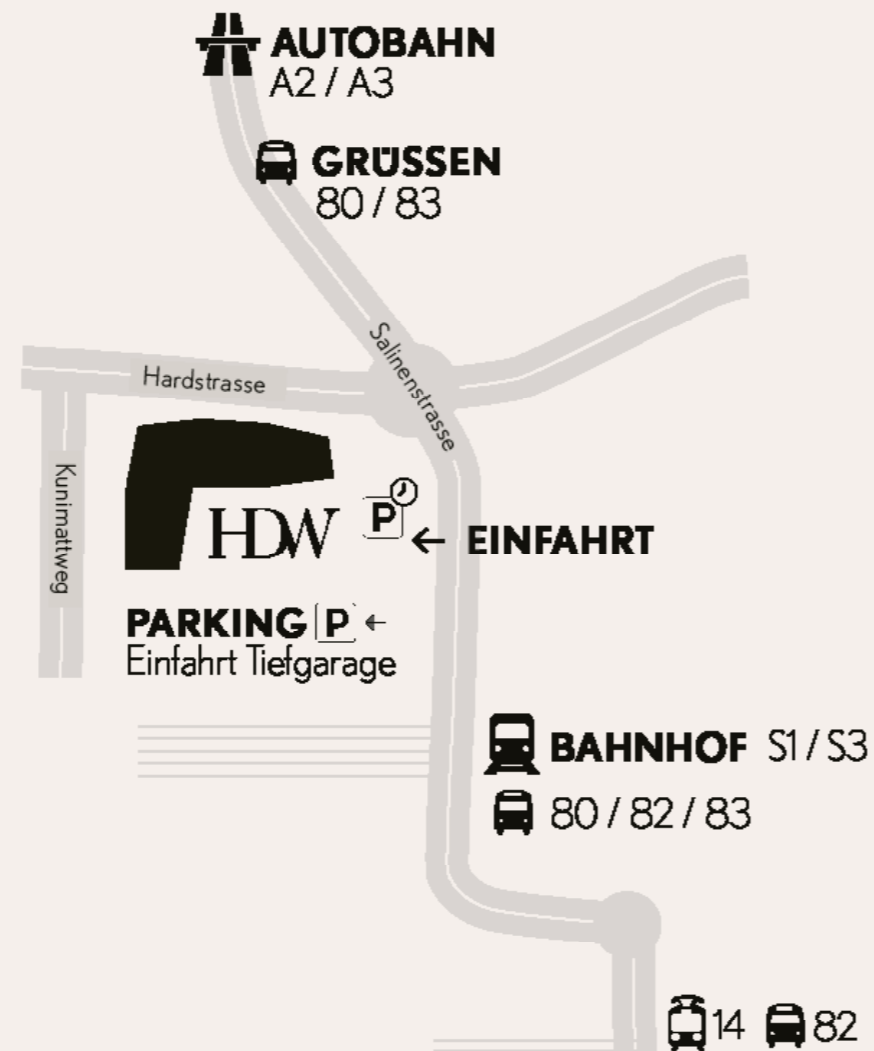 AUTOBAHN
A2 / A3
GRÜSSEN
80 / 83
Salinenstrasse
Hardstrasse
Kunimattweg
HDW
P
← EINFAHRT
PARKING P ←
Einfahrt Tiefgarage
BAHNHOF S1 / S3
80 / 82 / 83
14 82